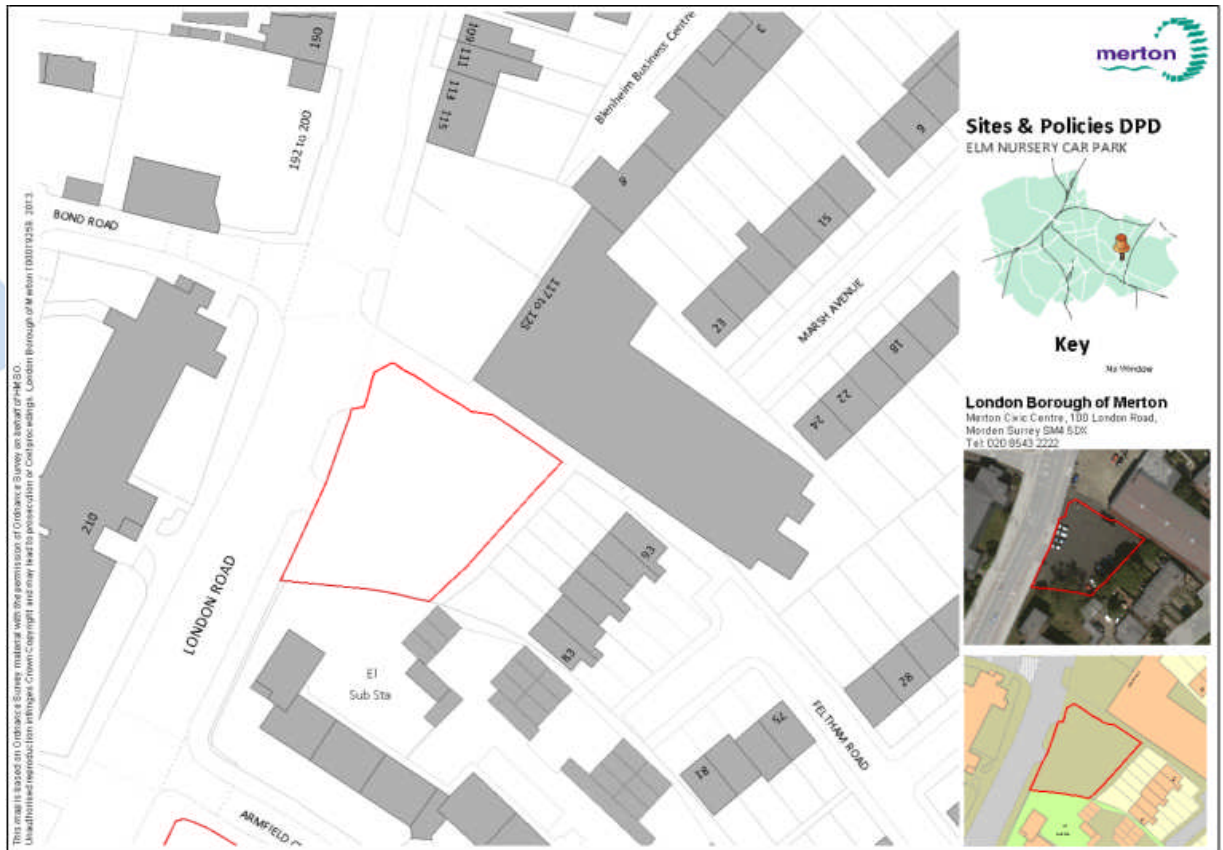 190
192 to 200
BOND ROAD
210
LONDON ROAD
109 111
115
Blenheim Business Centre
8
117 to 125
9
15
23
MARSH AVENUE
18
22
24
93
83
El
Sub Sta
81
75
28
FELTHAM ROAD
ARMFIELD
merton
Sites & Policies DPD
ELM NURSERY CAR PARK
Key
No Window
London Borough of Merton
Merton Civic Centre, 100 London Road,
Morden Surrey SM4 5DX
Tel: 020 8543 2222
This map is based on Ordnance Survey material with the permission of Ordnance Survey on behalf of HMSO.
Unauthorised reproduction infringes Crown Copyright and may lead to prosecution or Civil proceedings. London Borough of Merton 100019259. 2013.